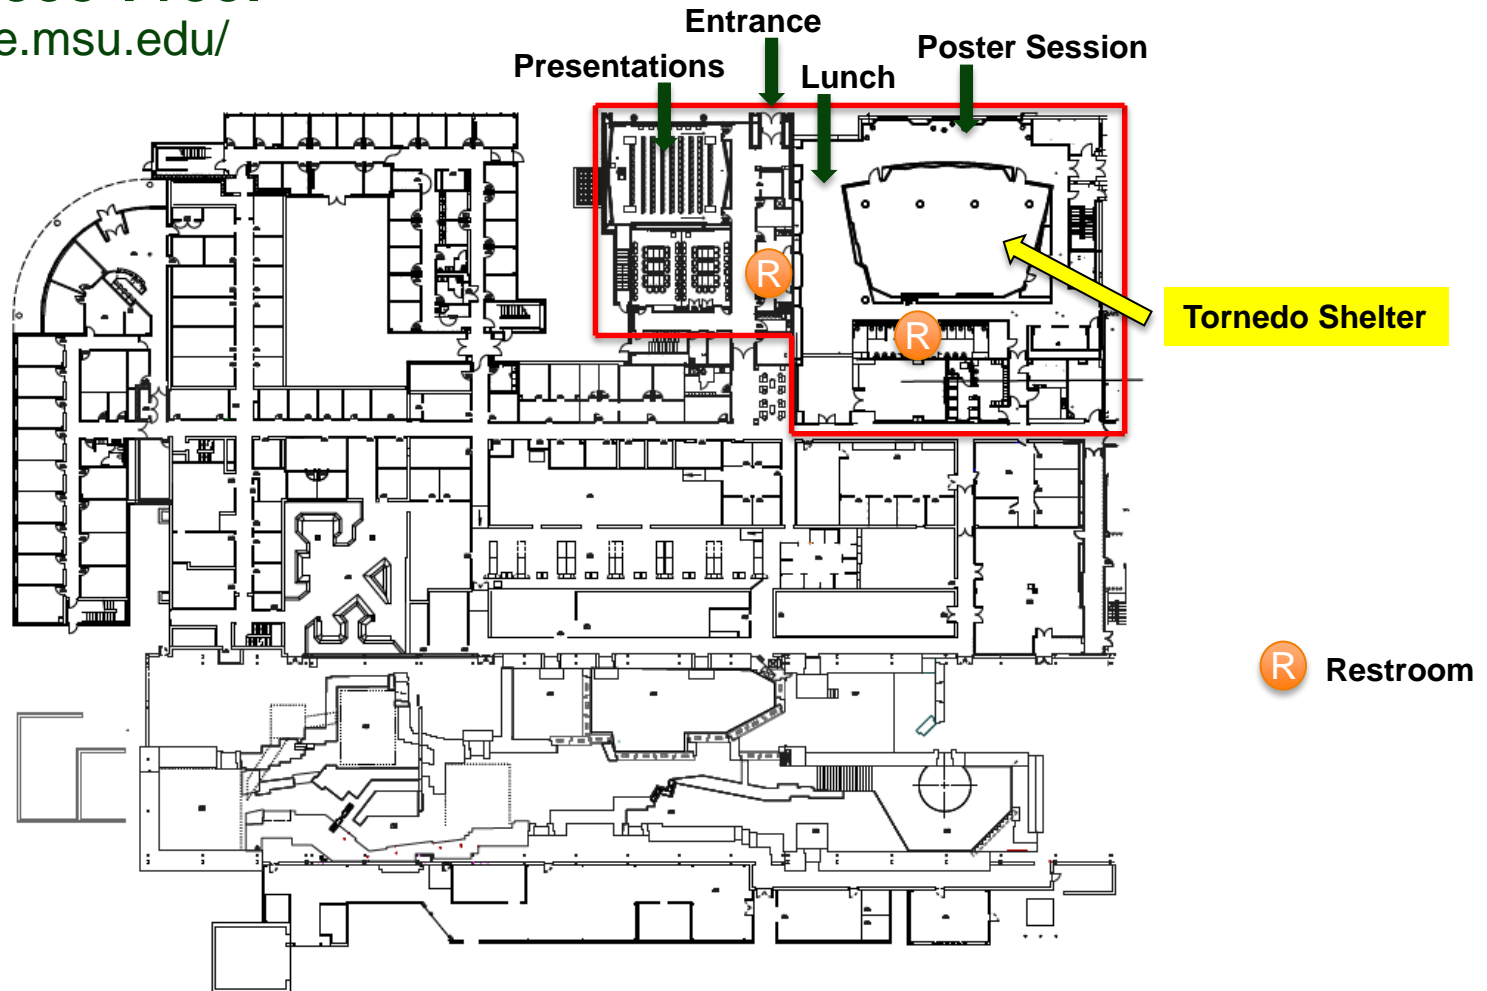 e.msu.edu/
Entrance
Poster Session
Presentations
Lunch
R
R
Tornedo Shelter
R Restroom